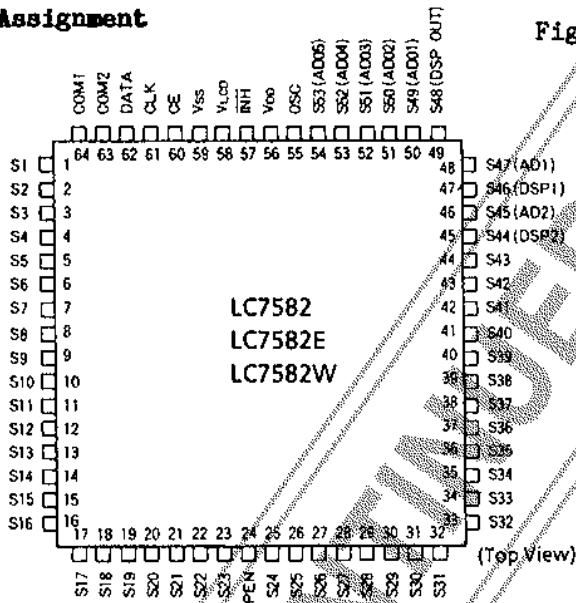 Assignment
Fig
COM1 COM2 DATA CLK CE VSS VLCD INH VDD OSC S53(ADO5) S52(ADO4) S51(ADO3) S50(ADO2) S49(ADO1) S48(DSP OUT)
64 63 62 61 60 59 58 57 56 55 54 53 52 51 50 49
S1 1 48 S47(AD1)
S2 2 47 S46(DSP1)
S3 3 46 S45(AD2)
S4 4 45 S44(DSP2)
S5 5 44 S43
S6 6 43 S42
S7 7 LC7582 42 S41
S8 8 LC7582E 41 S40
S9 9 40 S39
S10 10 LC7582W 39 S38
S11 11 38 S37
S12 12 37 S36
S13 13 36 S35
S14 14 35 S34
S15 15 34 S33
S16 16 33 S32
17 18 19 20 21 22 23 24 25 26 27 28 29 30 31 32
S17 S18 S19 S20 S21 S22 S23 PEN S24 S25 S26 S27 S28 S29 S30 S31
(Top View)
TINUED